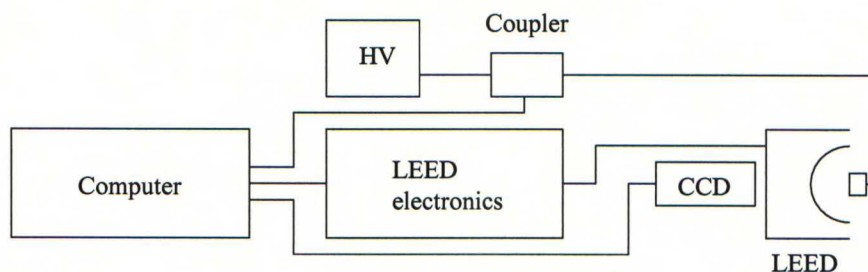 Coupler
HV
Computer
LEED
electronics
CCD
LEED